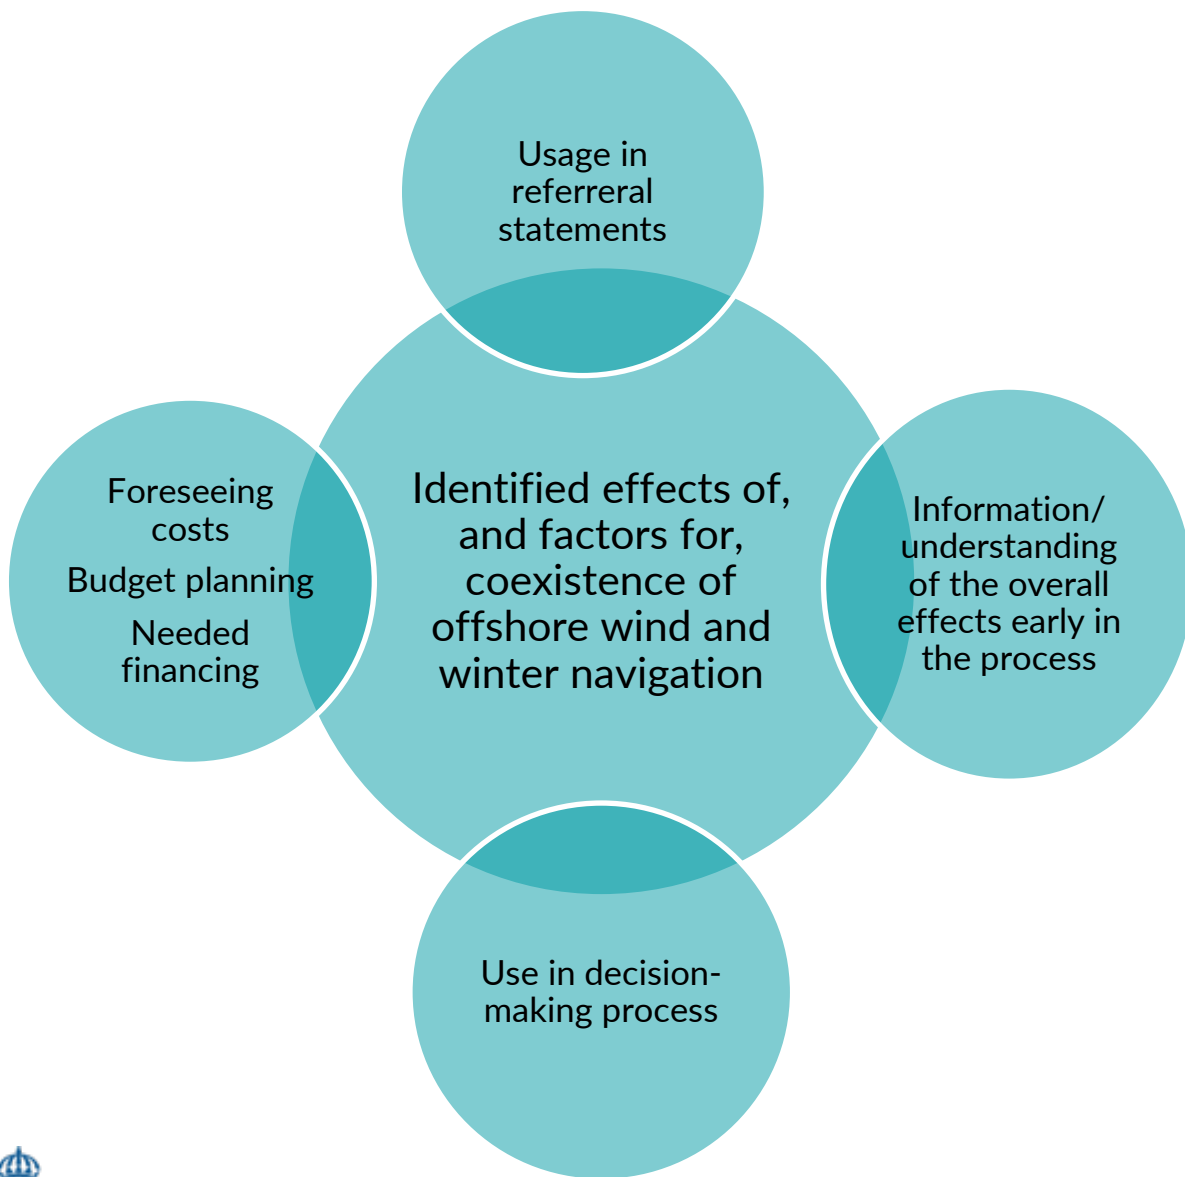 Usage in
referreral
statements
Foreseeing
costs
Budget planning
Needed
financing
Identified effects of,
and factors for,
coexistence of
offshore wind and
winter navigation
Information/
understanding
of the overall
effects early in
the process
Use in decision-
making process